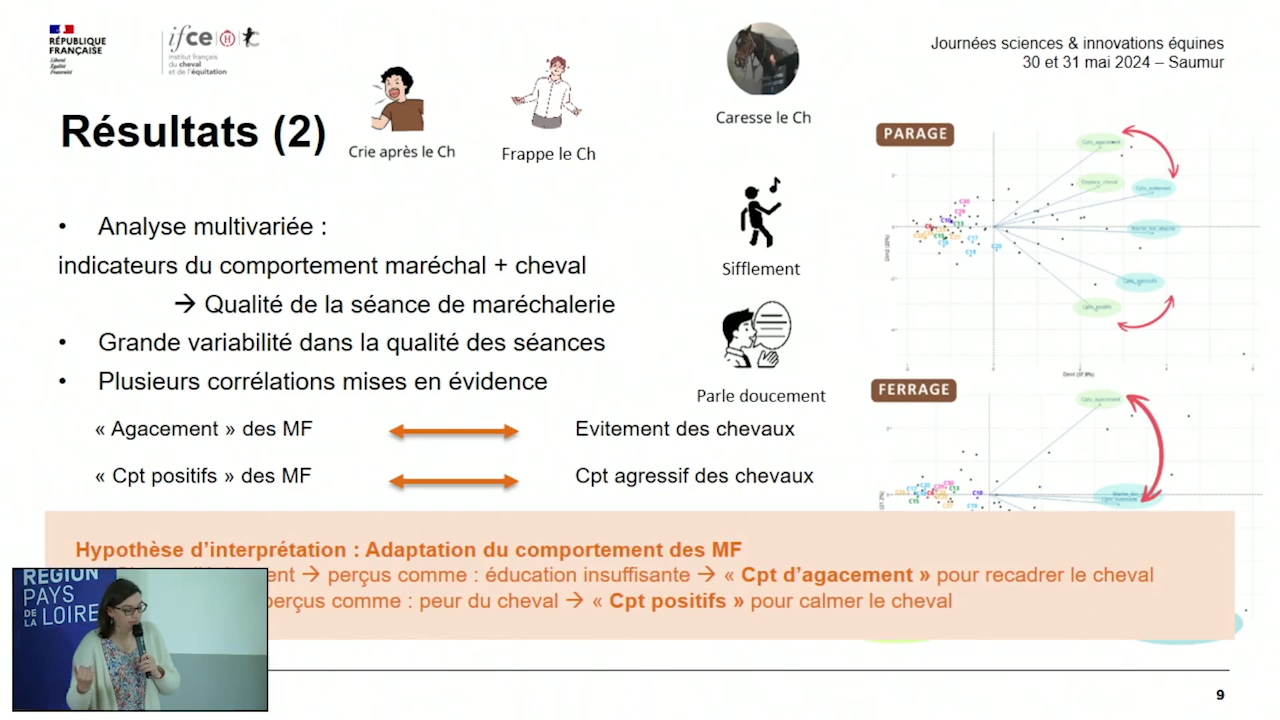 RÉPUBLIQUE
FRANÇAISE
Liberté
Égalité
Fraternité
ifce
institut français
du cheval
et de l'équitation
Journées sciences & innovations équines
30 et 31 mai 2024 – Saumur
Résultats (2)
Crie après le Ch
Frappe le Ch
Caresse le Ch
Sifflement
Parle doucement
• Analyse multivariée :
indicateurs du comportement maréchal + cheval
→ Qualité de la séance de maréchalerie
• Grande variabilité dans la qualité des séances
• Plusieurs corrélations mises en évidence
« Agacement » des MF
Evitement des chevaux
« Cpt positifs » des MF
Cpt agressif des chevaux
PARAGE
Cpts_agacement
Cpts_positifs
FERRAGE
Cpts_agacement
Hypothèse d'interprétation : Adaptation du comportement des MF
→ perçus comme : éducation insuffisante → « Cpt d'agacement » pour recadrer le cheval
perçus comme : peur du cheval → « Cpt positifs » pour calmer le cheval
RÉGION
PAYS
DE LA LOIRE
9